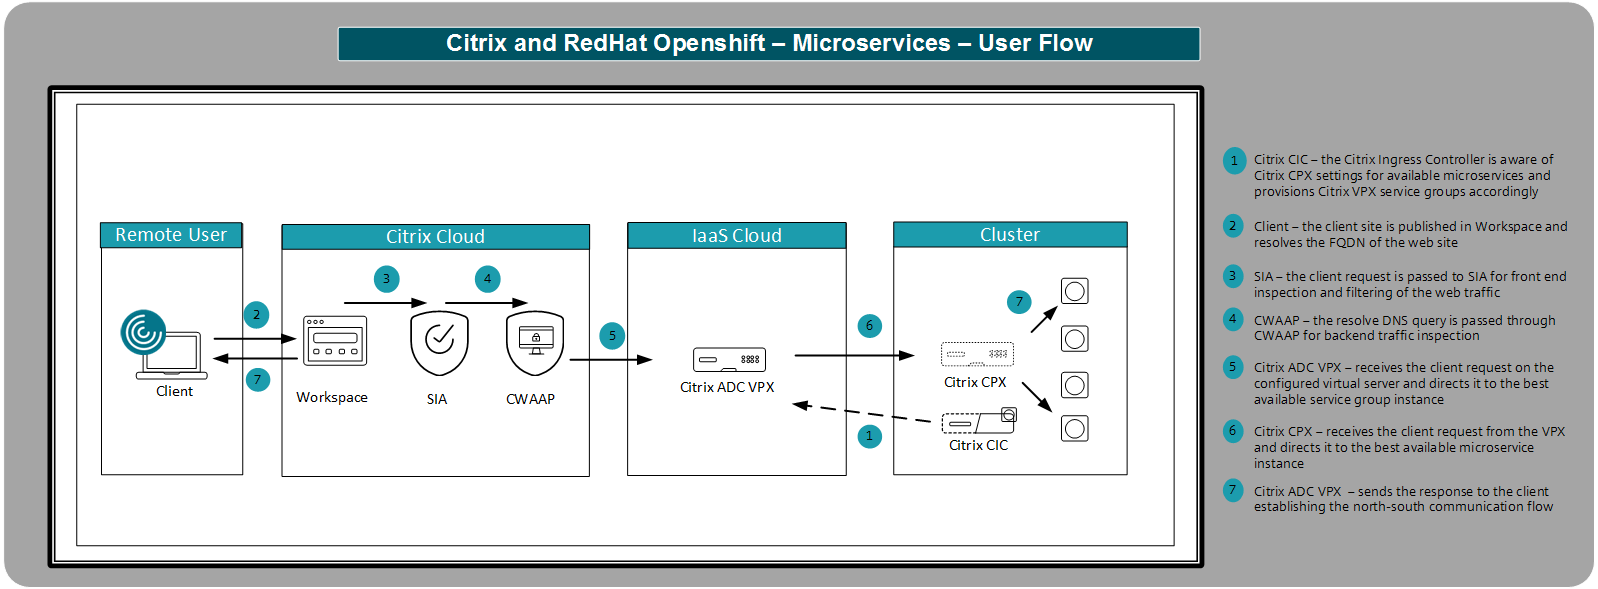 Citrix and RedHat Openshift – Microservices – User Flow
Remote User
Citrix Cloud
IaaS Cloud
Cluster
3
4
7
2
5
6
7
1
Client
Workspace
SIA
CWAAP
Citrix ADC VPX
Citrix CPX
Citrix CIC
1 Citrix CIC – the Citrix Ingress Controller is aware of
Citrix CPX settings for available microservices and
provisions Citrix VPX service groups accordingly
2 Client – the client site is published in Workspace and
resolves the FQDN of the web site
3 SIA – the client request is passed to SIA for front end
inspection and filtering of the web traffic
4 CWAAP – the resolve DNS query is passed through
CWAAP for backend traffic inspection
5 Citrix ADC VPX – receives the client request on the
configured virtual server and directs it to the best
available service group instance
6 Citrix CPX – receives the client request from the VPX
and directs it to the best available microservice
instance
7 Citrix ADC VPX – sends the response to the client
establishing the north-south communication flow